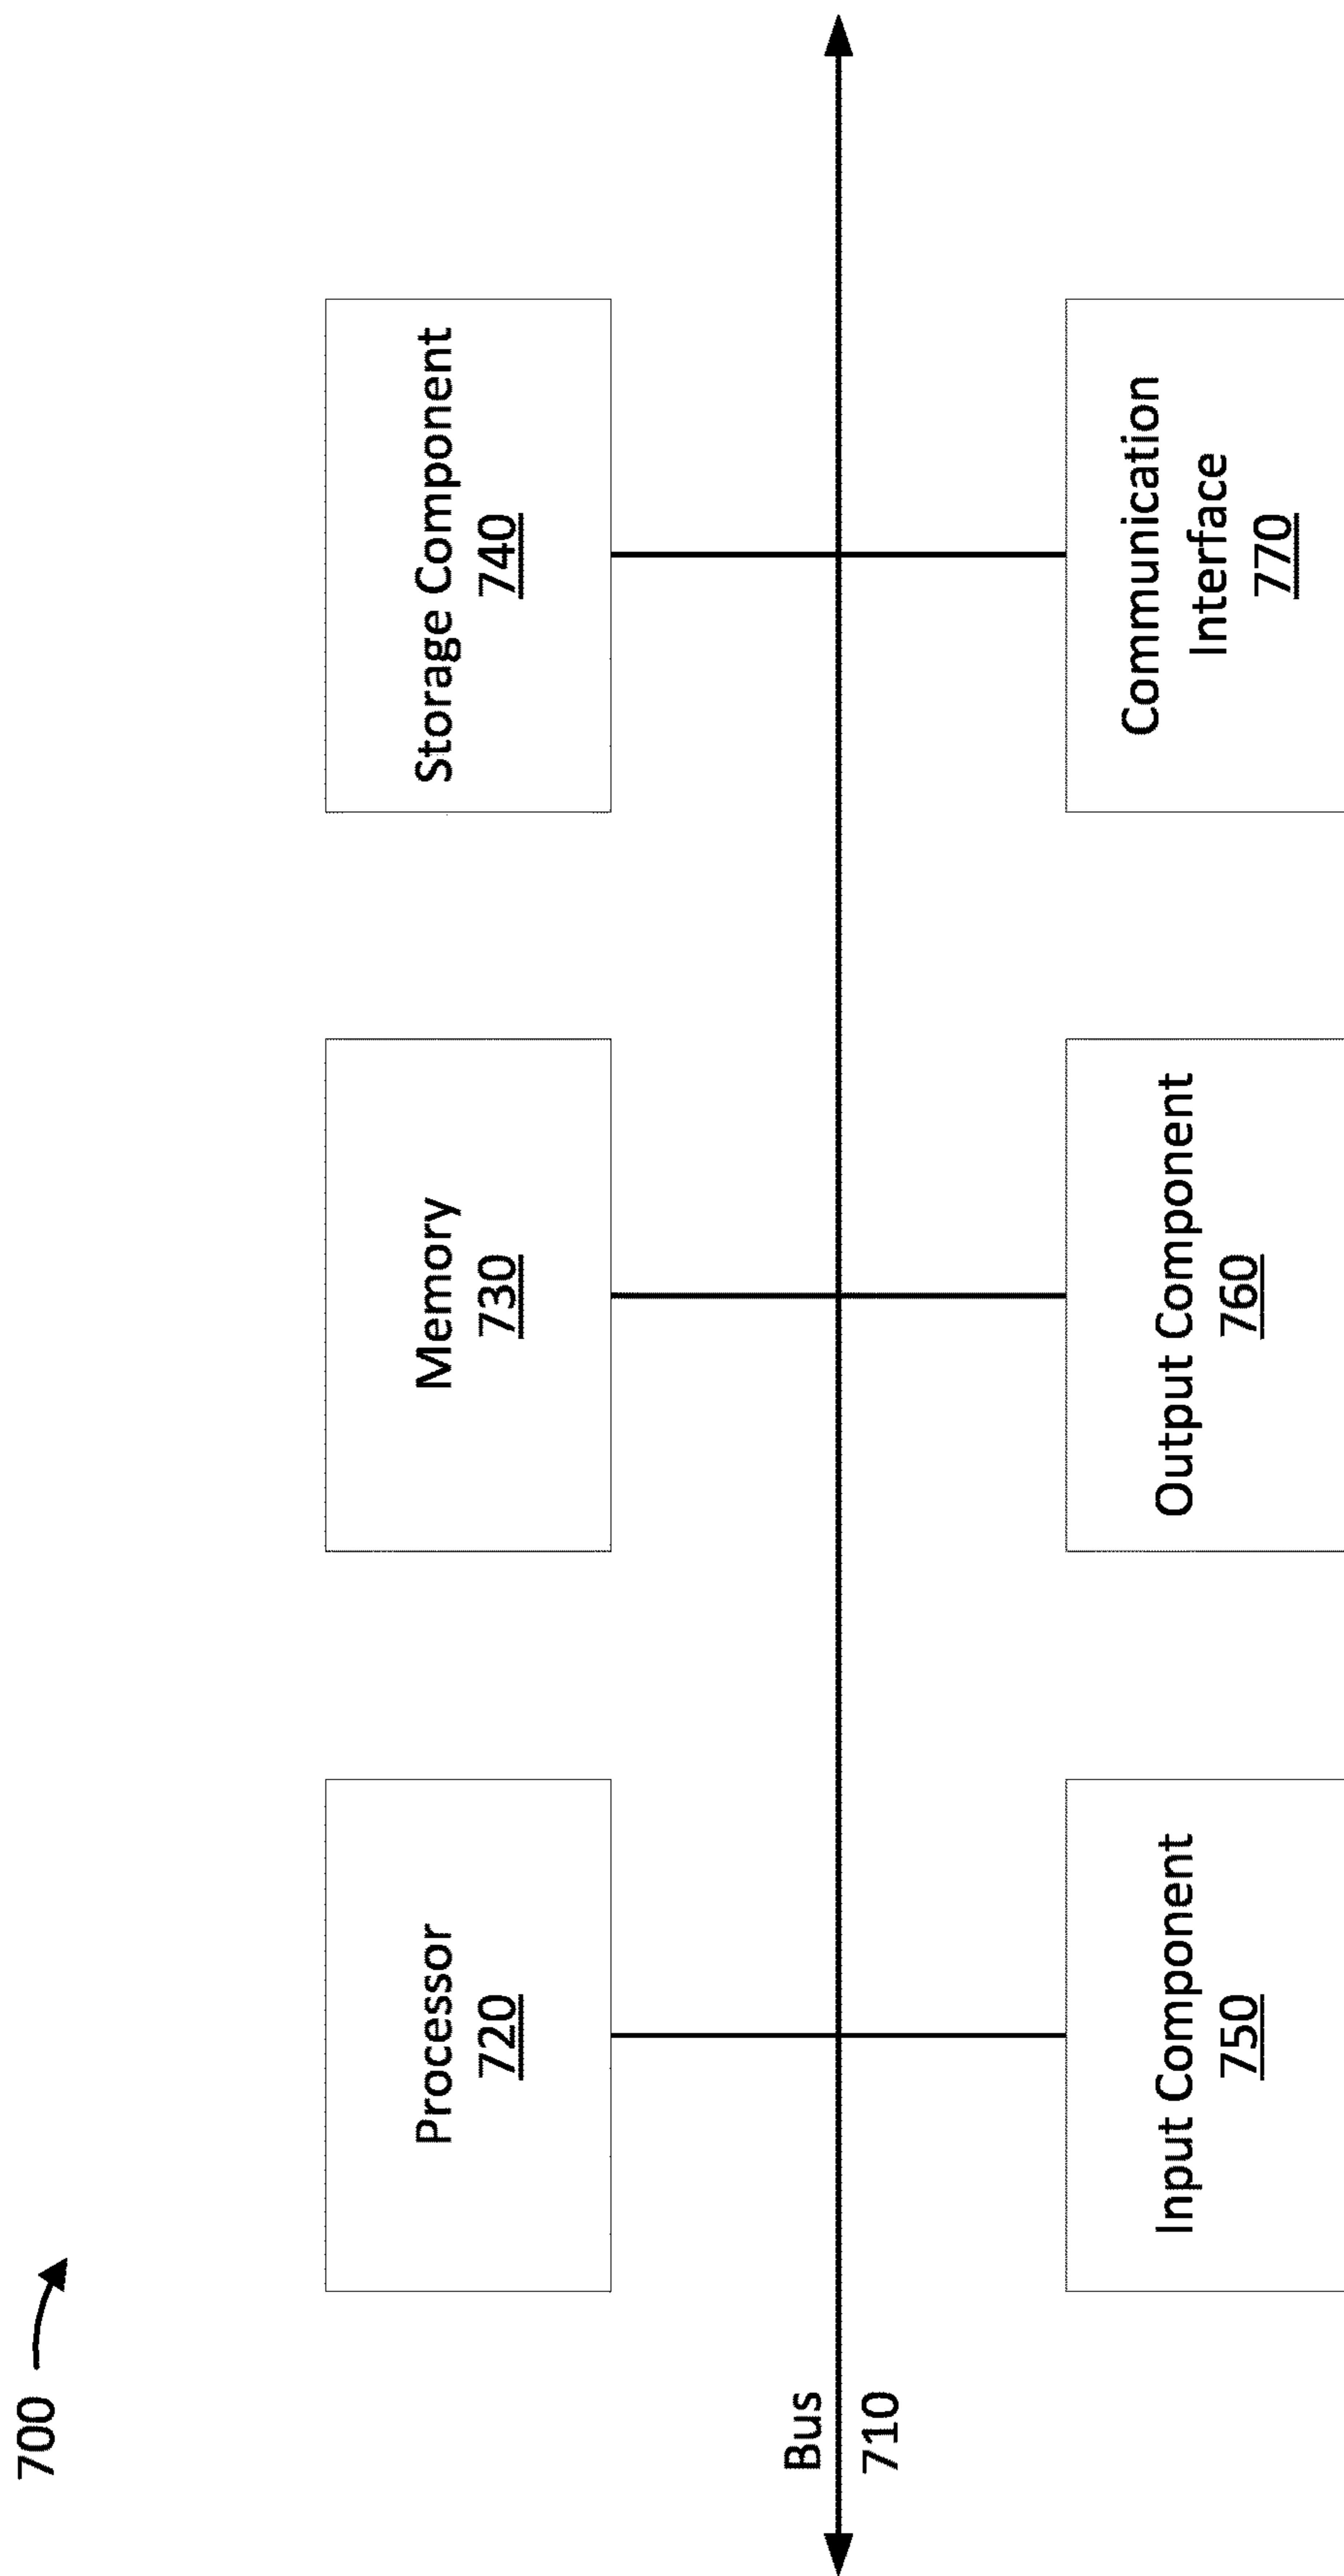 700
Processor
720
Memory
730
Storage Component
740
Bus
710
Input Component
750
Output Component
760
Communication
Interface
770